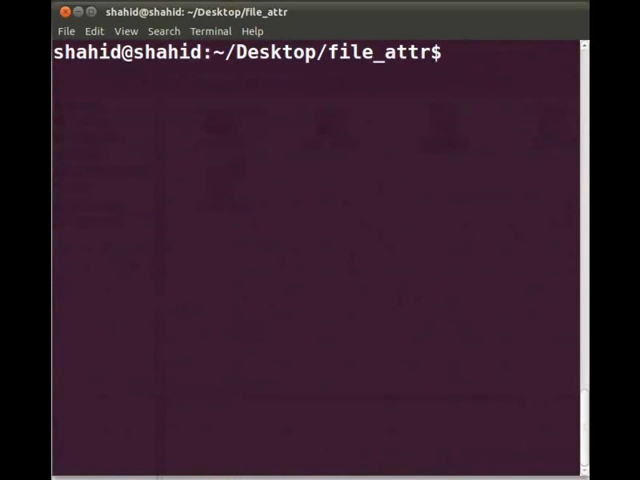 shahid@shahid: ~/Desktop/file_attr
File Edit View Search Terminal Help
shahid@shahid:~/Desktop/file_attr$